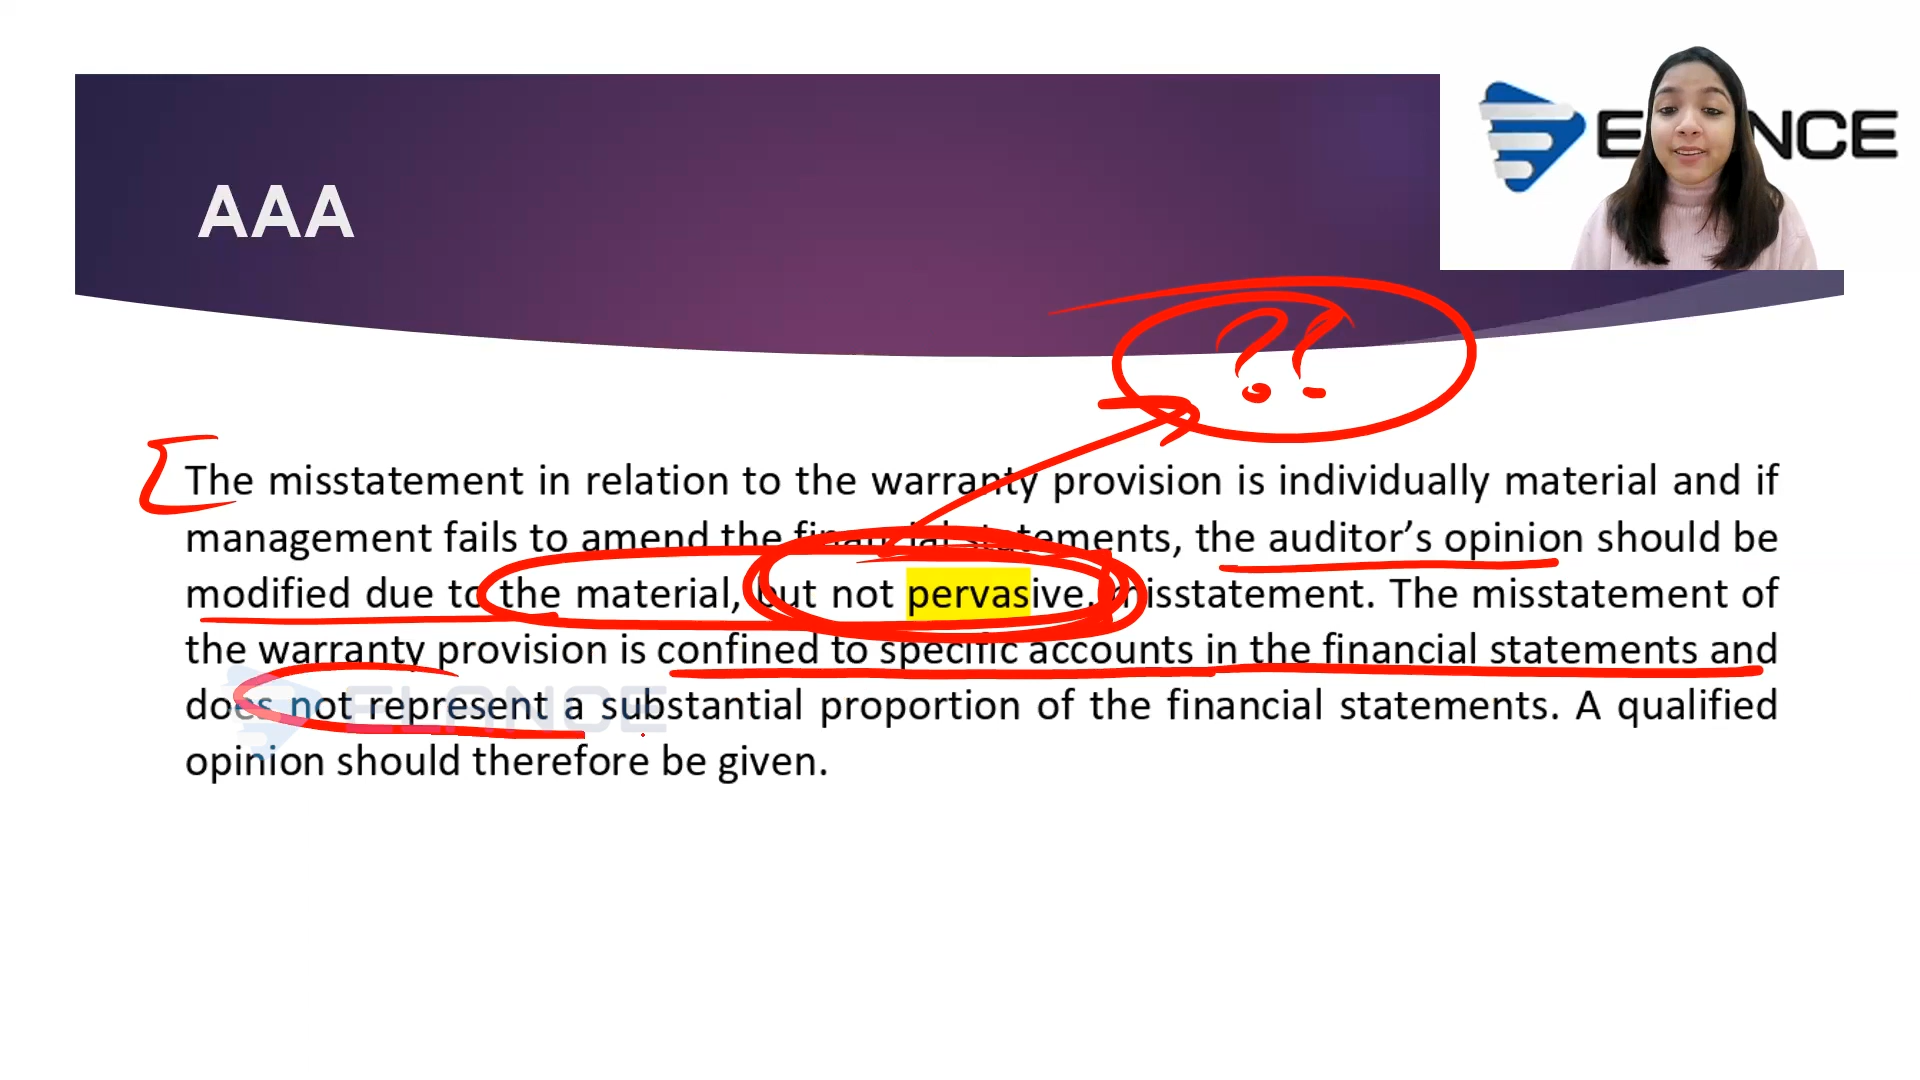 ELANCE
AAA
??
The misstatement in relation to the warranty provision is individually material and if
management fails to amend the financial statements, the auditor’s opinion should be
modified due to the material, but not pervasive, misstatement. The misstatement of
the warranty provision is confined to specific accounts in the financial statements and
does not represent a substantial proportion of the financial statements. A qualified
opinion should therefore be given.
ELANCE